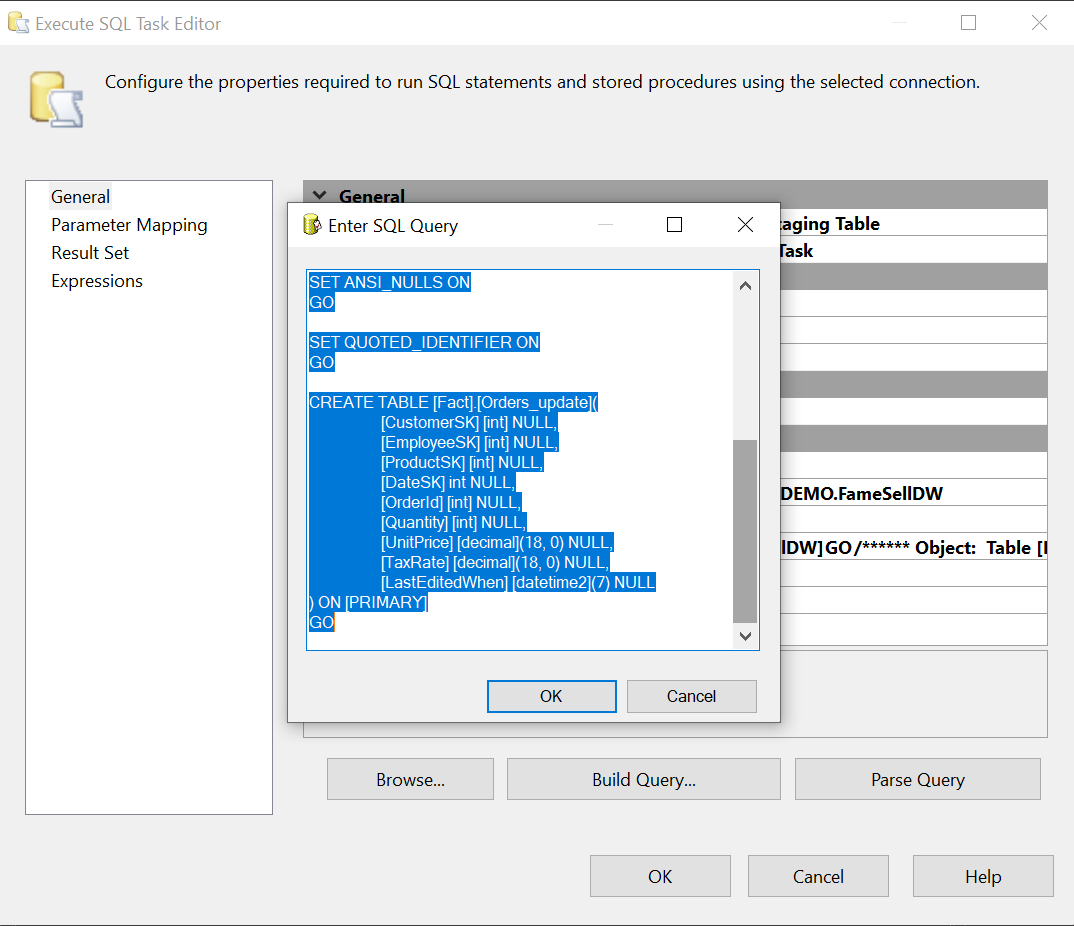 Execute SQL Task Editor
Configure the properties required to run SQL statements and stored procedures using the selected connection.
General
Parameter Mapping
Result Set
Expressions
General
aging Table
Task
DEMO.FameSellDW
lDW]GO/****** Object:  Table [
Enter SQL Query
SET ANSI_NULLS ON
GO
SET QUOTED_IDENTIFIER ON
GO
CREATE TABLE [Fact].[Orders_update](
[CustomerSK] [int] NULL,
[EmployeeSK] [int] NULL,
[ProductSK] [int] NULL,
[DateSK] int NULL,
[OrderId] [int] NULL,
[Quantity] [int] NULL,
[UnitPrice] [decimal](18, 0) NULL,
[TaxRate] [decimal](18, 0) NULL,
[LastEditedWhen] [datetime2](7) NULL
) ON [PRIMARY]
GO
OK
Cancel
Browse...
Build Query...
Parse Query
OK
Cancel
Help